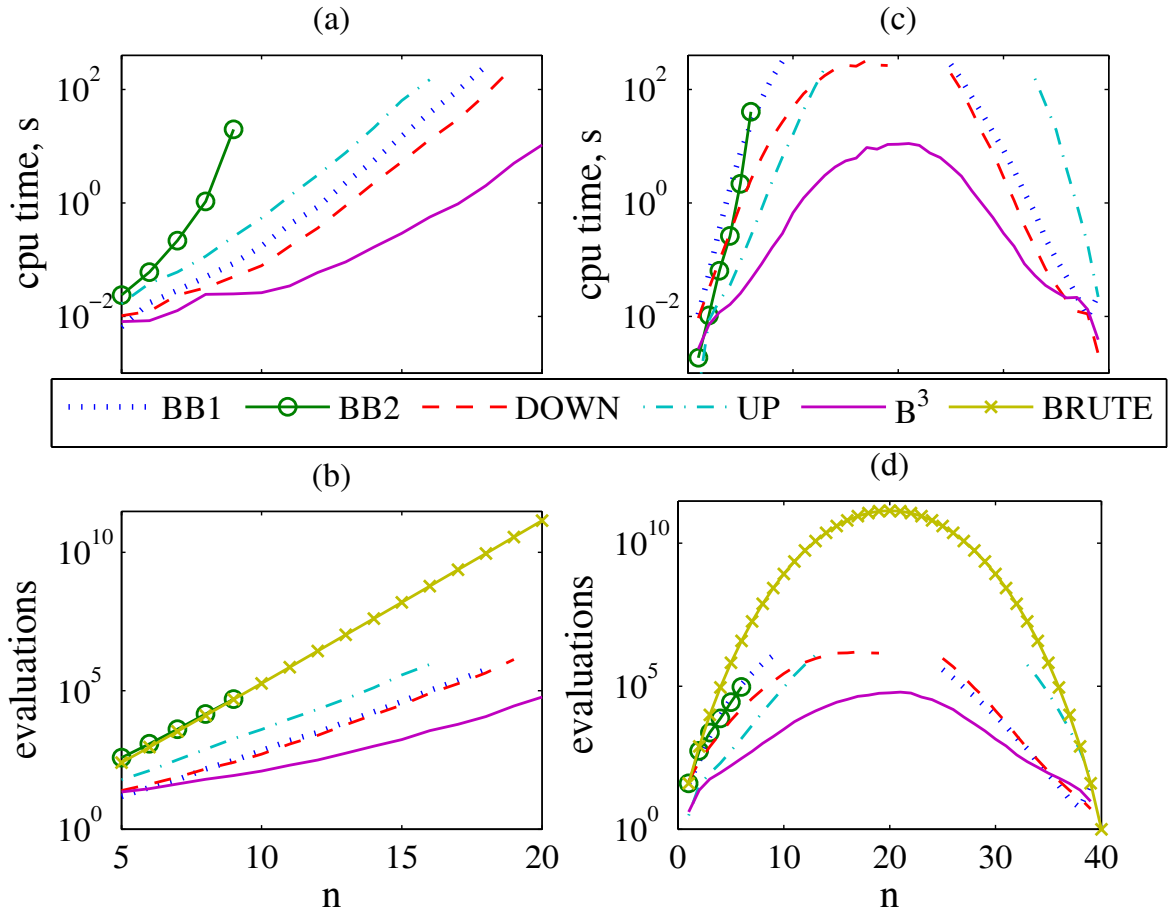 (a)
cpu time, s
10^2
10^0
10^-2
(c)
cpu time, s
10^2
10^0
10^-2
BB1 BB2 DOWN UP B^3 BRUTE
(b)
evaluations
10^10
10^5
10^0
5 10 15 20
n
(d)
evaluations
10^10
10^5
10^0
0 10 20 30 40
n